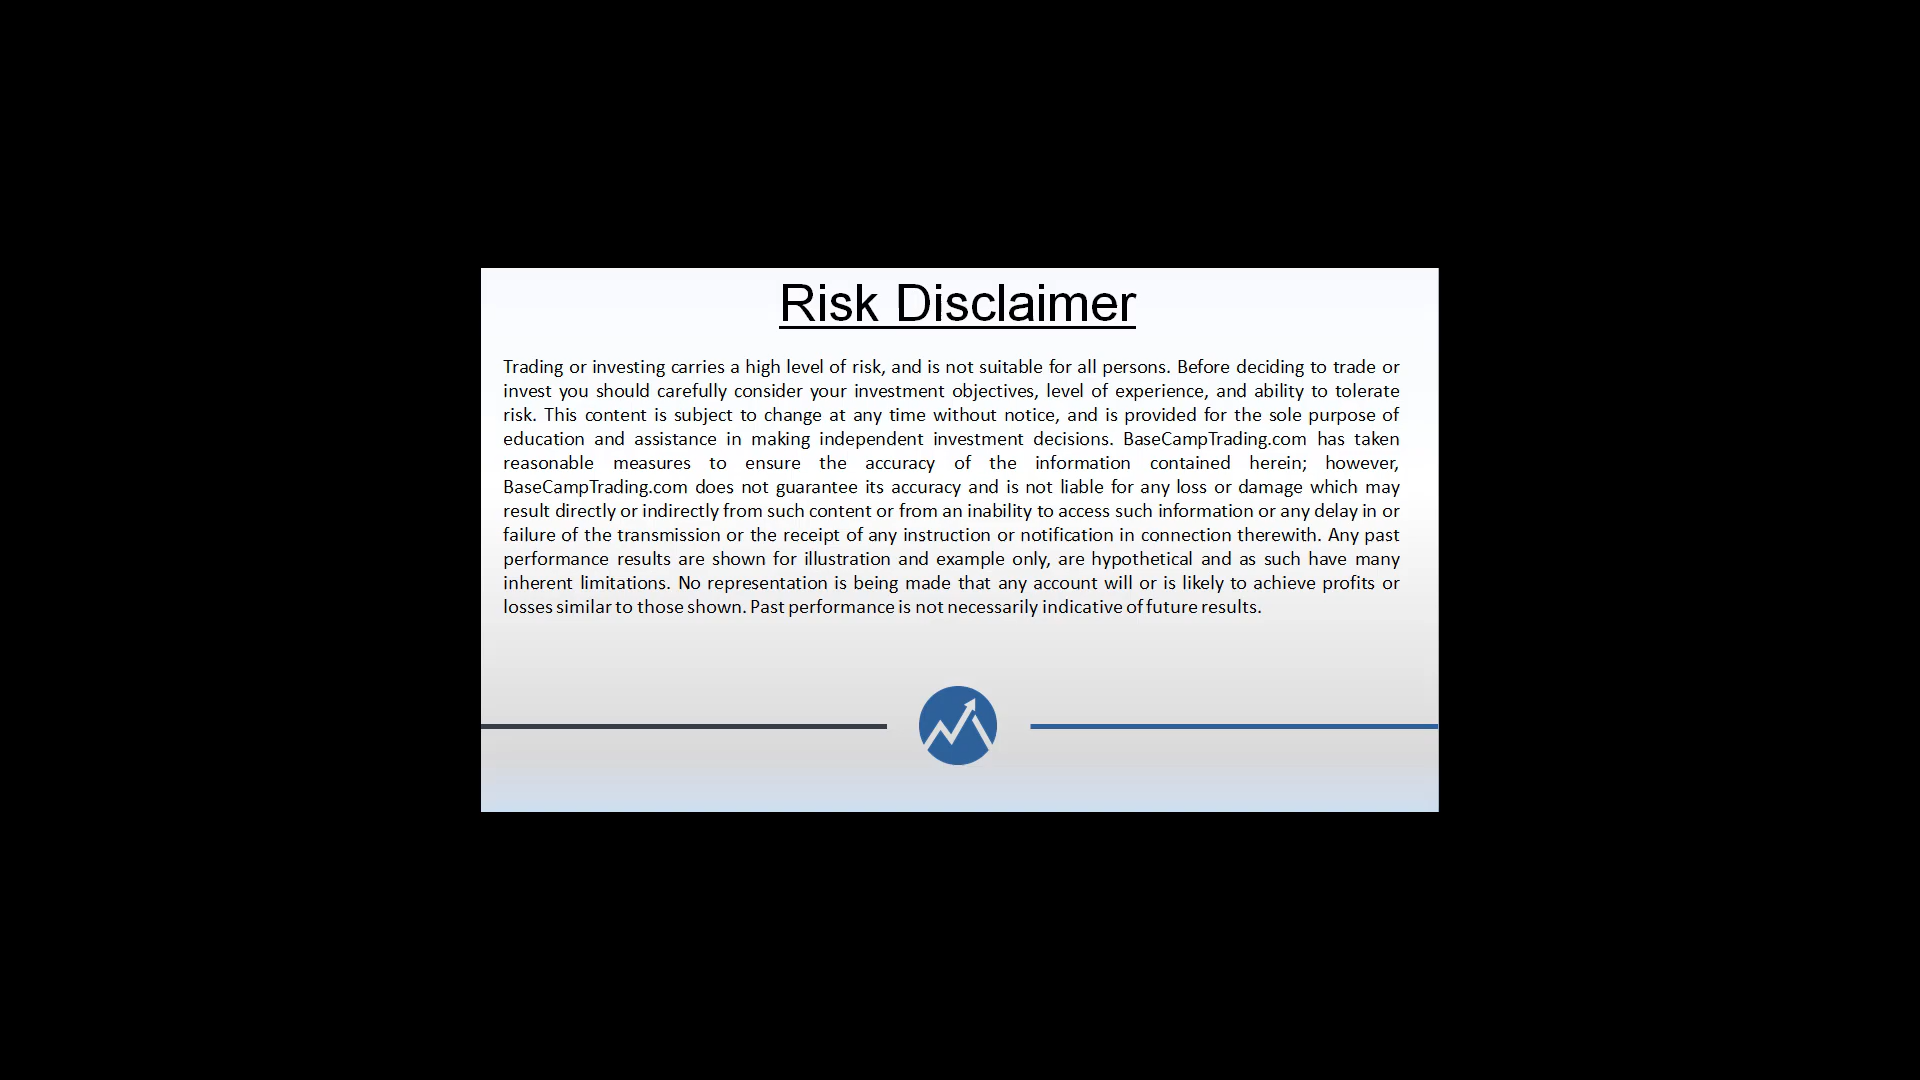 Risk Disclaimer
Trading or investing carries a high level of risk, and is not suitable for all persons. Before deciding to trade or
invest you should carefully consider your investment objectives, level of experience, and ability to tolerate
risk. This content is subject to change at any time without notice, and is provided for the sole purpose of
education and assistance in making independent investment decisions. BaseCampTrading.com has taken
reasonable measures to ensure the accuracy of the information contained herein; however,
BaseCampTrading.com does not guarantee its accuracy and is not liable for any loss or damage which may
result directly or indirectly from such content or from an inability to access such information or any delay in or
failure of the transmission or the receipt of any instruction or notification in connection therewith. Any past
performance results are shown for illustration and example only, are hypothetical and as such have many
inherent limitations. No representation is being made that any account will or is likely to achieve profits or
losses similar to those shown. Past performance is not necessarily indicative of future results.